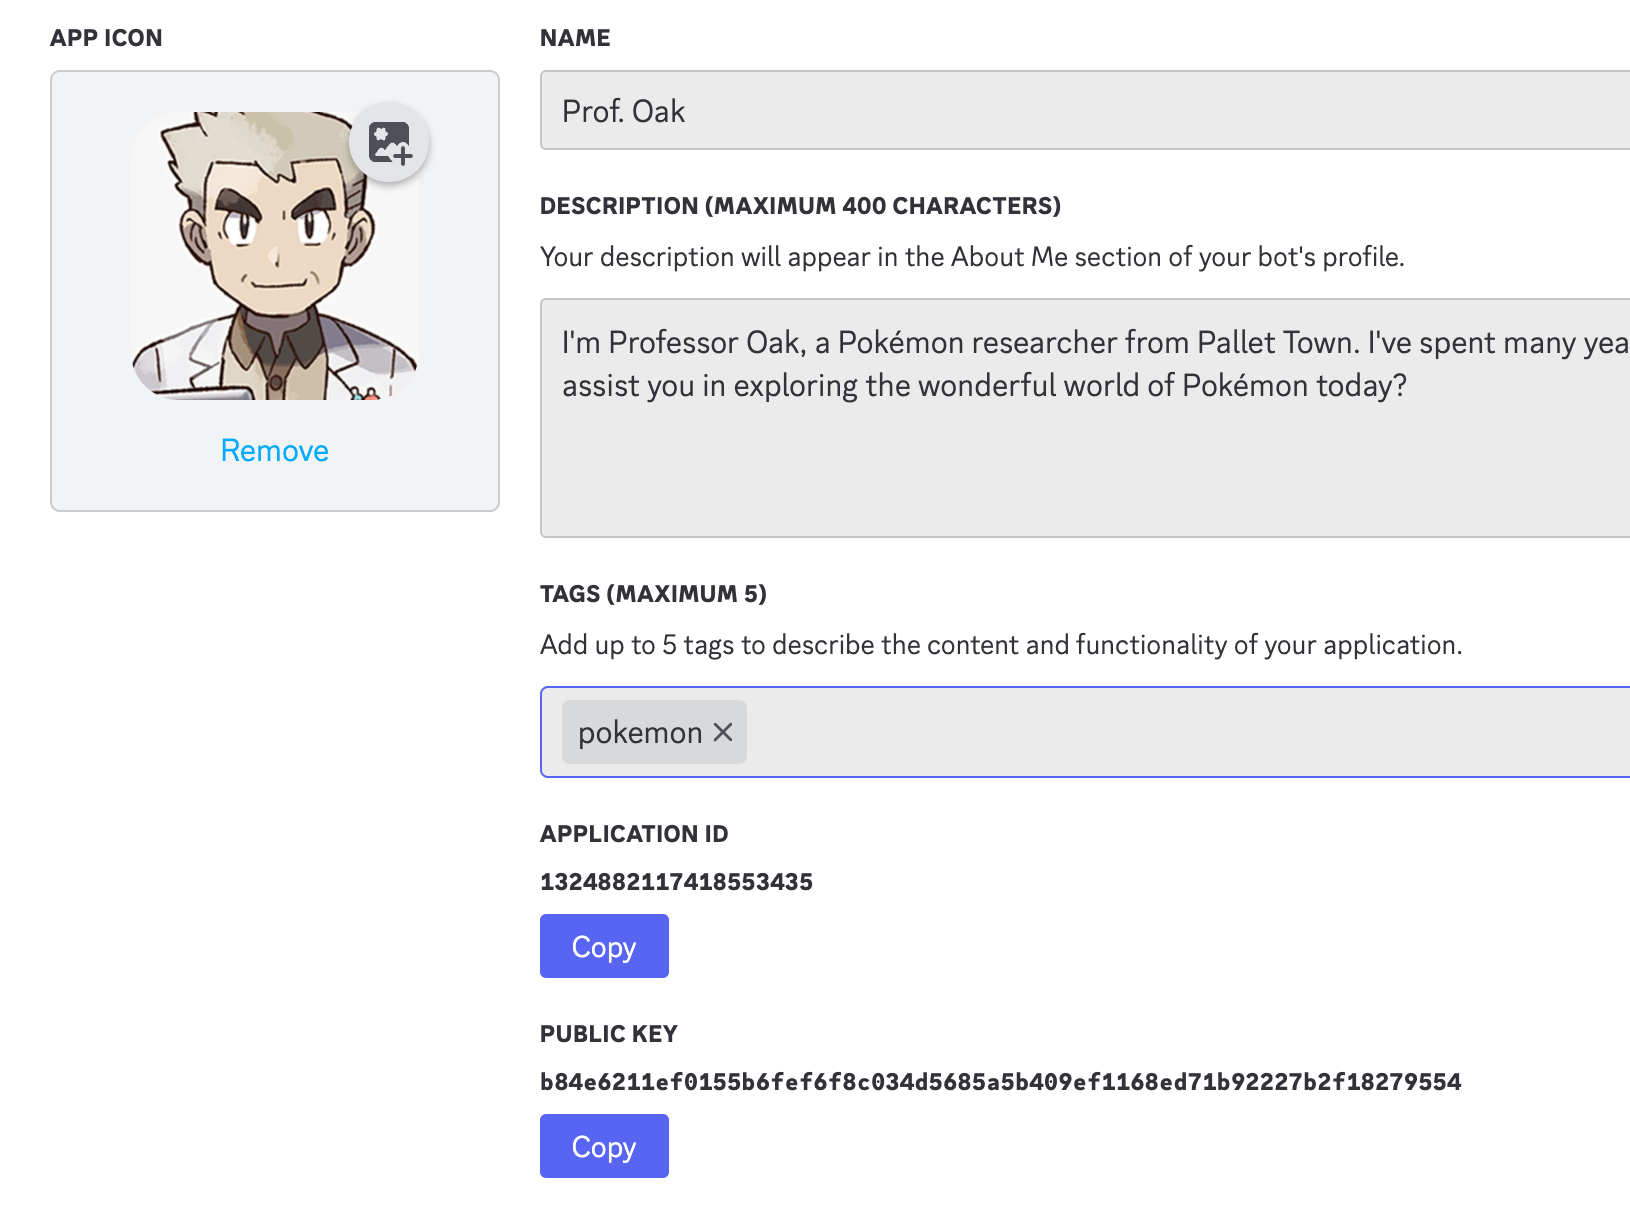 APP ICON
Remove
NAME
Prof. Oak
DESCRIPTION (MAXIMUM 400 CHARACTERS)
Your description will appear in the About Me section of your bot's profile.
I'm Professor Oak, a Pokémon researcher from Pallet Town. I've spent many yea
assist you in exploring the wonderful world of Pokémon today?
TAGS (MAXIMUM 5)
Add up to 5 tags to describe the content and functionality of your application.
pokemon
APPLICATION ID
1324882117418553435
Copy
PUBLIC KEY
b84e6211ef0155b6fef6f8c034d5685a5b409ef1168ed71b92227b2f18279554
Copy